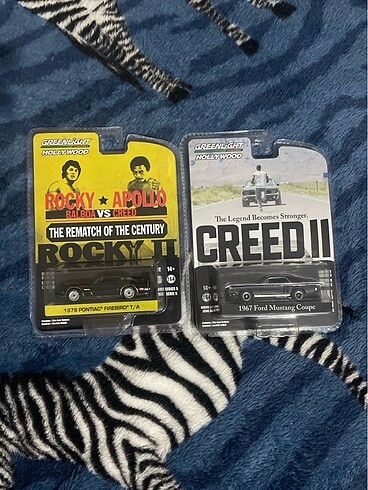 GREENLIGHT
HOLLYWOOD
ROCKY ★ APOLLO
BALBOA VS CREED
THE REMATCH OF THE CENTURY
ROCKY II
14+
1979 PONTIAC FIREBIRD T/A
GREENLIGHT
HOLLYWOOD
The Legend Becomes Stronger.
CREED II
14+
1967 Ford Mustang Coupe